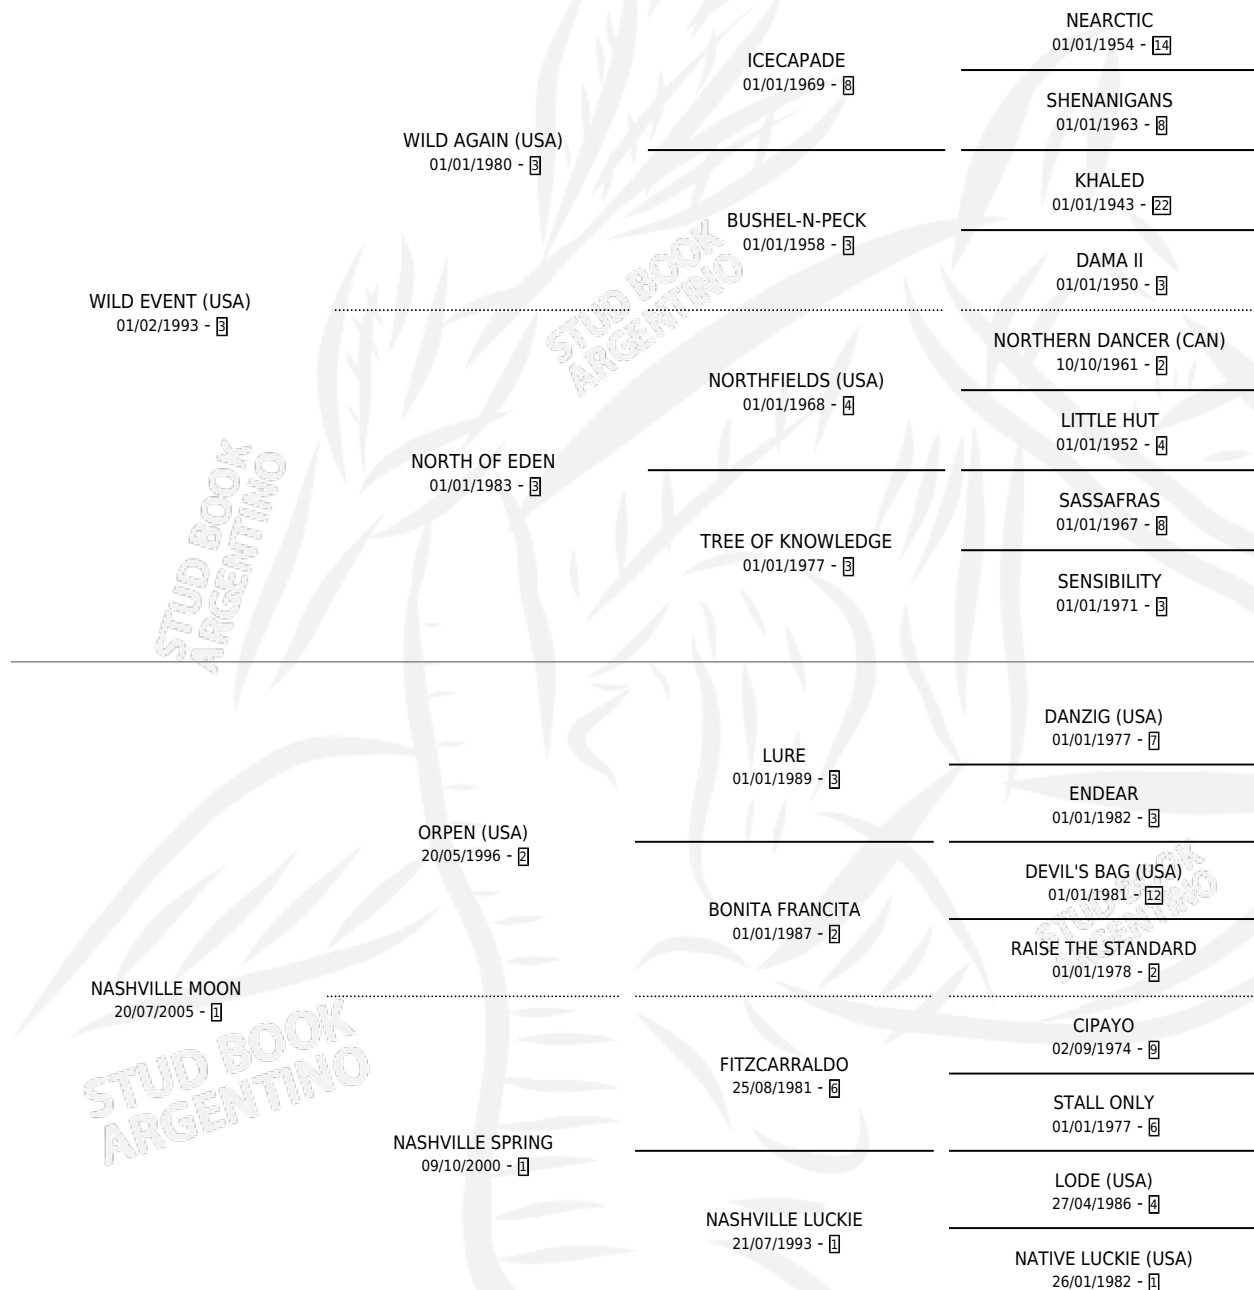 NEARCTIC
01/01/1954 - 14
ICECAPADE
01/01/1969 - 8
SHENANIGANS
01/01/1963 - 8
WILD AGAIN (USA)
01/01/1980 - 3
KHALED
01/01/1943 - 22
BUSHEL-N-PECK
01/01/1958 - 3
DAMA II
01/01/1950 - 3
WILD EVENT (USA)
01/02/1993 - 3
NORTHERN DANCER (CAN)
10/10/1961 - 2
NORTHFIELDS (USA)
01/01/1968 - 4
LITTLE HUT
01/01/1952 - 4
NORTH OF EDEN
01/01/1983 - 3
SASSAFRAS
01/01/1967 - 8
TREE OF KNOWLEDGE
01/01/1977 - 3
SENSIBILITY
01/01/1971 - 3
DANZIG (USA)
01/01/1977 - 7
LURE
01/01/1989 - 3
ENDEAR
01/01/1982 - 3
ORPEN (USA)
20/05/1996 - 2
DEVIL'S BAG (USA)
01/01/1981 - 12
BONITA FRANCITA
01/01/1987 - 2
RAISE THE STANDARD
01/01/1978 - 2
NASHVILLE MOON
20/07/2005 - 1
CIPAYO
02/09/1974 - 9
FITZCARRALDO
25/08/1981 - 6
STALL ONLY
01/01/1977 - 6
NASHVILLE SPRING
09/10/2000 - 1
LODE (USA)
27/04/1986 - 4
NASHVILLE LUCKIE
21/07/1993 - 1
NATIVE LUCKIE (USA)
26/01/1982 - 1
STUD BOOK
ARGENTINO
STUD BOOK
ARGENTINO
STUD BOOK
ARGENTINO
STUD BOOK
ARGENTINO